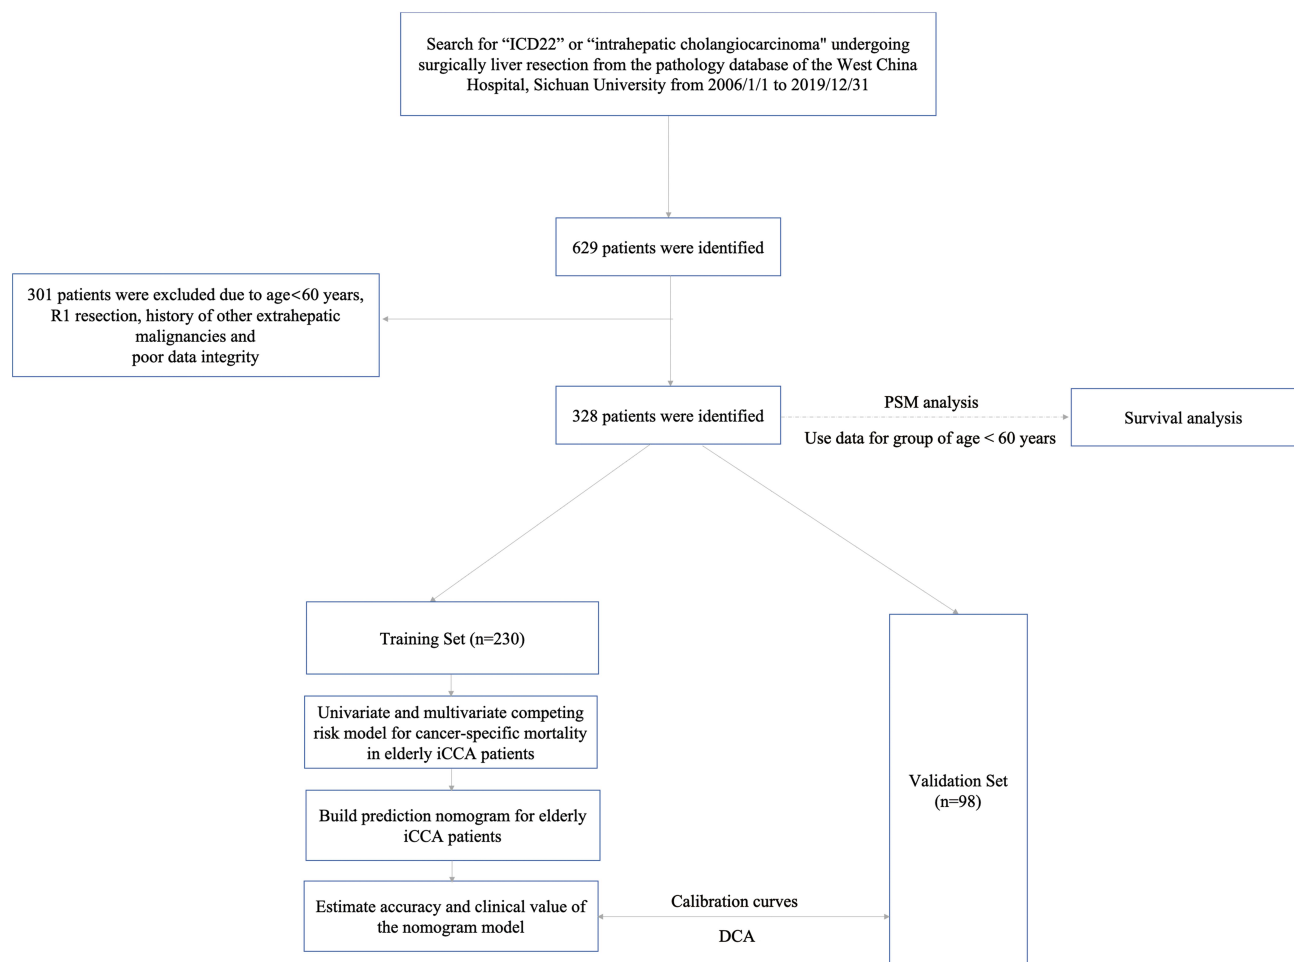 Search for “ICD22” or “intrahepatic cholangiocarcinoma" undergoing
surgically liver resection from the pathology database of the West China
Hospital, Sichuan University from 2006/1/1 to 2019/12/31
629 patients were identified
301 patients were excluded due to age<60 years,
R1 resection, history of other extrahepatic
malignancies and
poor data integrity
328 patients were identified
PSM analysis
Use data for group of age < 60 years
Survival analysis
Training Set (n=230)
Univariate and multivariate competing
risk model for cancer-specific mortality
in elderly iCCA patients
Build prediction nomogram for elderly
iCCA patients
Estimate accuracy and clinical value of
the nomogram model
Calibration curves
DCA
Validation Set
(n=98)